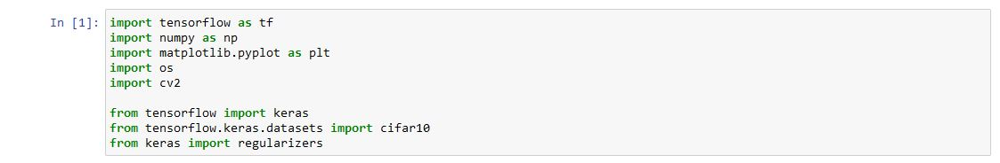 In [1]: import tensorflow as tf
import numpy as np
import matplotlib.pyplot as plt
import os
import cv2
from tensorflow import keras
from tensorflow.keras.datasets import cifar10
from keras import regularizers